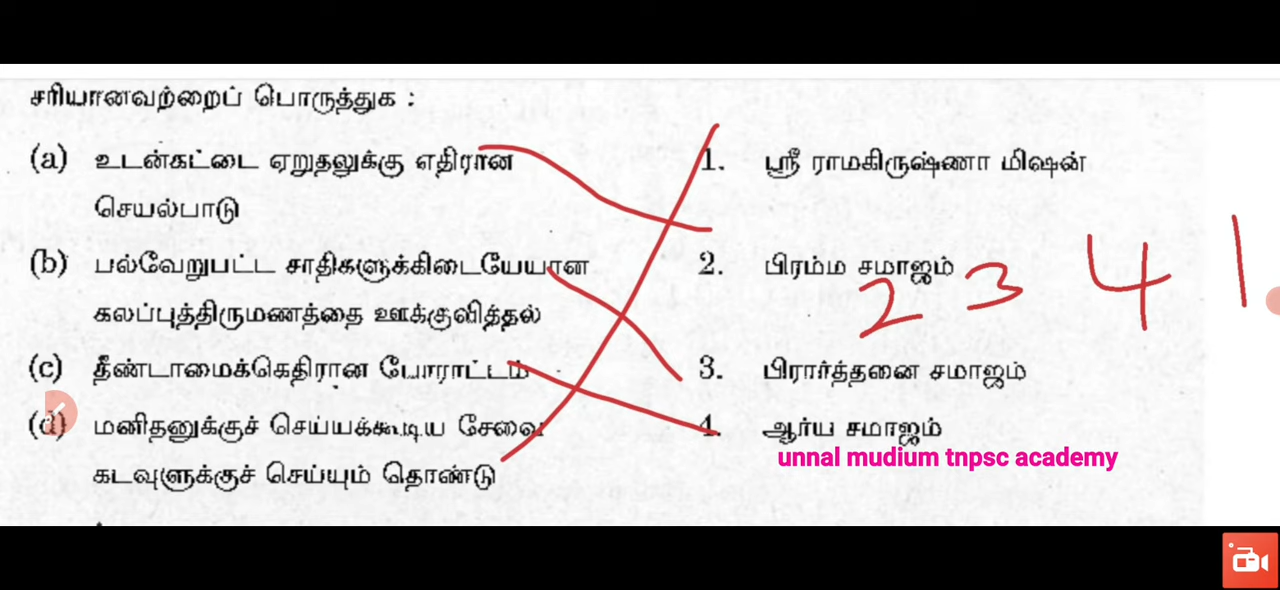 சரியானவற்றைப் பொருத்துக :
(a) உடன்கட்டை ஏறுதலுக்கு எதிரான 1. ஸ்ரீ ராமகிருஷ்ணா மிஷன்
செயல்பாடு
(b) பல்வேறுபட்ட சாதிகளுக்கிடையேயான 2. பிரம்ம சமாஜம்
கலப்புத்திருமணத்தை ஊக்குவித்தல்
2 3 4 1
(c) தீண்டாமைக்கெதிரான போராட்டம் 3. பிரார்த்தனை சமாஜம்
(d) மனிதனுக்குச் செய்யக்கூடிய சேவை 4. ஆர்ய சமாஜம்
unnal mudium tnpsc academy
கடவுளுக்குச் செய்யும் தொண்டு